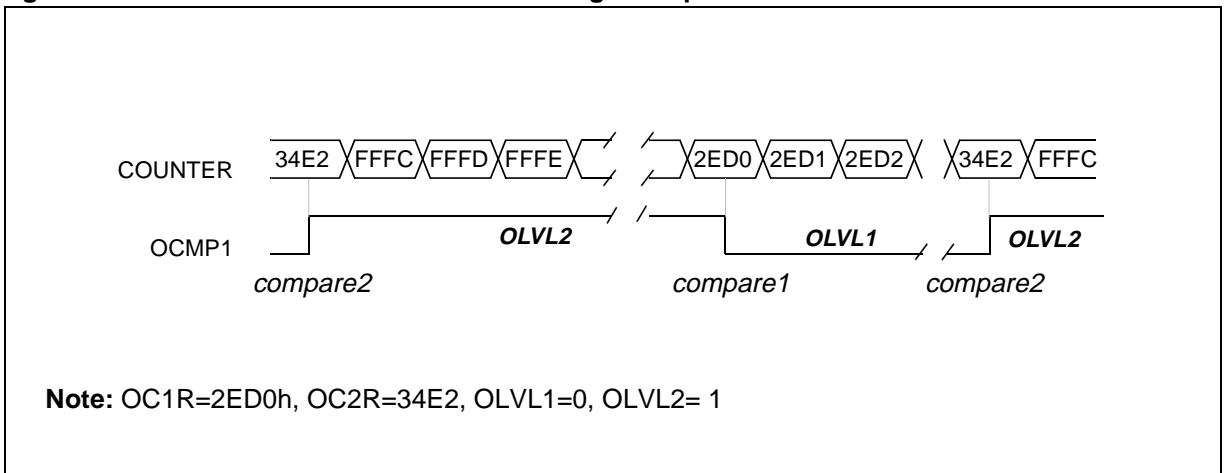 COUNTER 34E2 FFFC FFFD FFFE 2ED0 2ED1 2ED2 34E2 FFFC
OCMP1 OLVL2 OLVL1 OLVL2
compare2 compare1 compare2
Note: OC1R=2ED0h, OC2R=34E2, OLVL1=0, OLVL2= 1